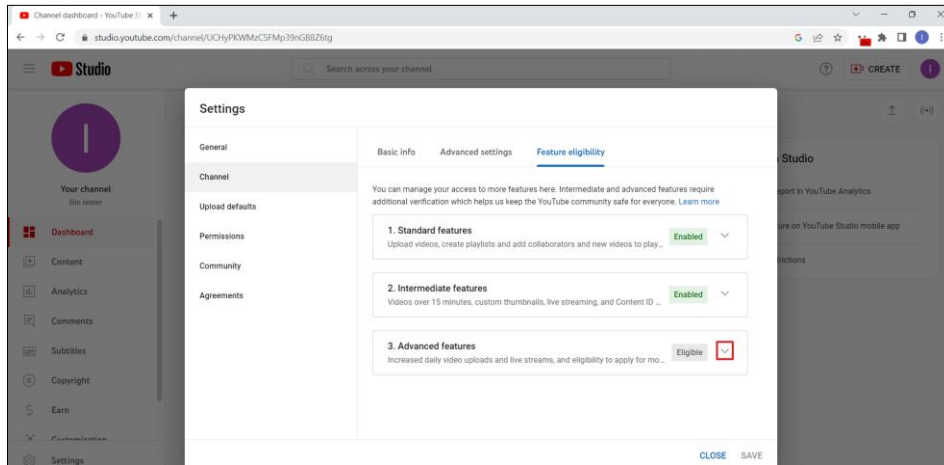 Channel dashboard - YouTube St
studio.youtube.com/channel/UCHyPKWMzC5FMp39nGB8Z6tg
Studio
Search across your channel
CREATE
I
Settings
I
Your channel
lilin tester
Dashboard
Content
Analytics
Comments
Subtitles
Copyright
Earn
Customization
Settings
General
Channel
Upload defaults
Permissions
Community
Agreements
Basic info
Advanced settings
Feature eligibility
You can manage your access to more features here. Intermediate and advanced features require
additional verification which helps us keep the YouTube community safe for everyone. Learn more
1. Standard features
Upload videos, create playlists and add collaborators and new videos to play...
Enabled
2. Intermediate features
Videos over 15 minutes, custom thumbnails, live streaming, and Content ID ...
Enabled
3. Advanced features
Increased daily video uploads and live streams, and eligibility to apply for mo...
Eligible
CLOSE SAVE
Studio
eport in YouTube Analytics
ure on YouTube Studio mobile app
trictions